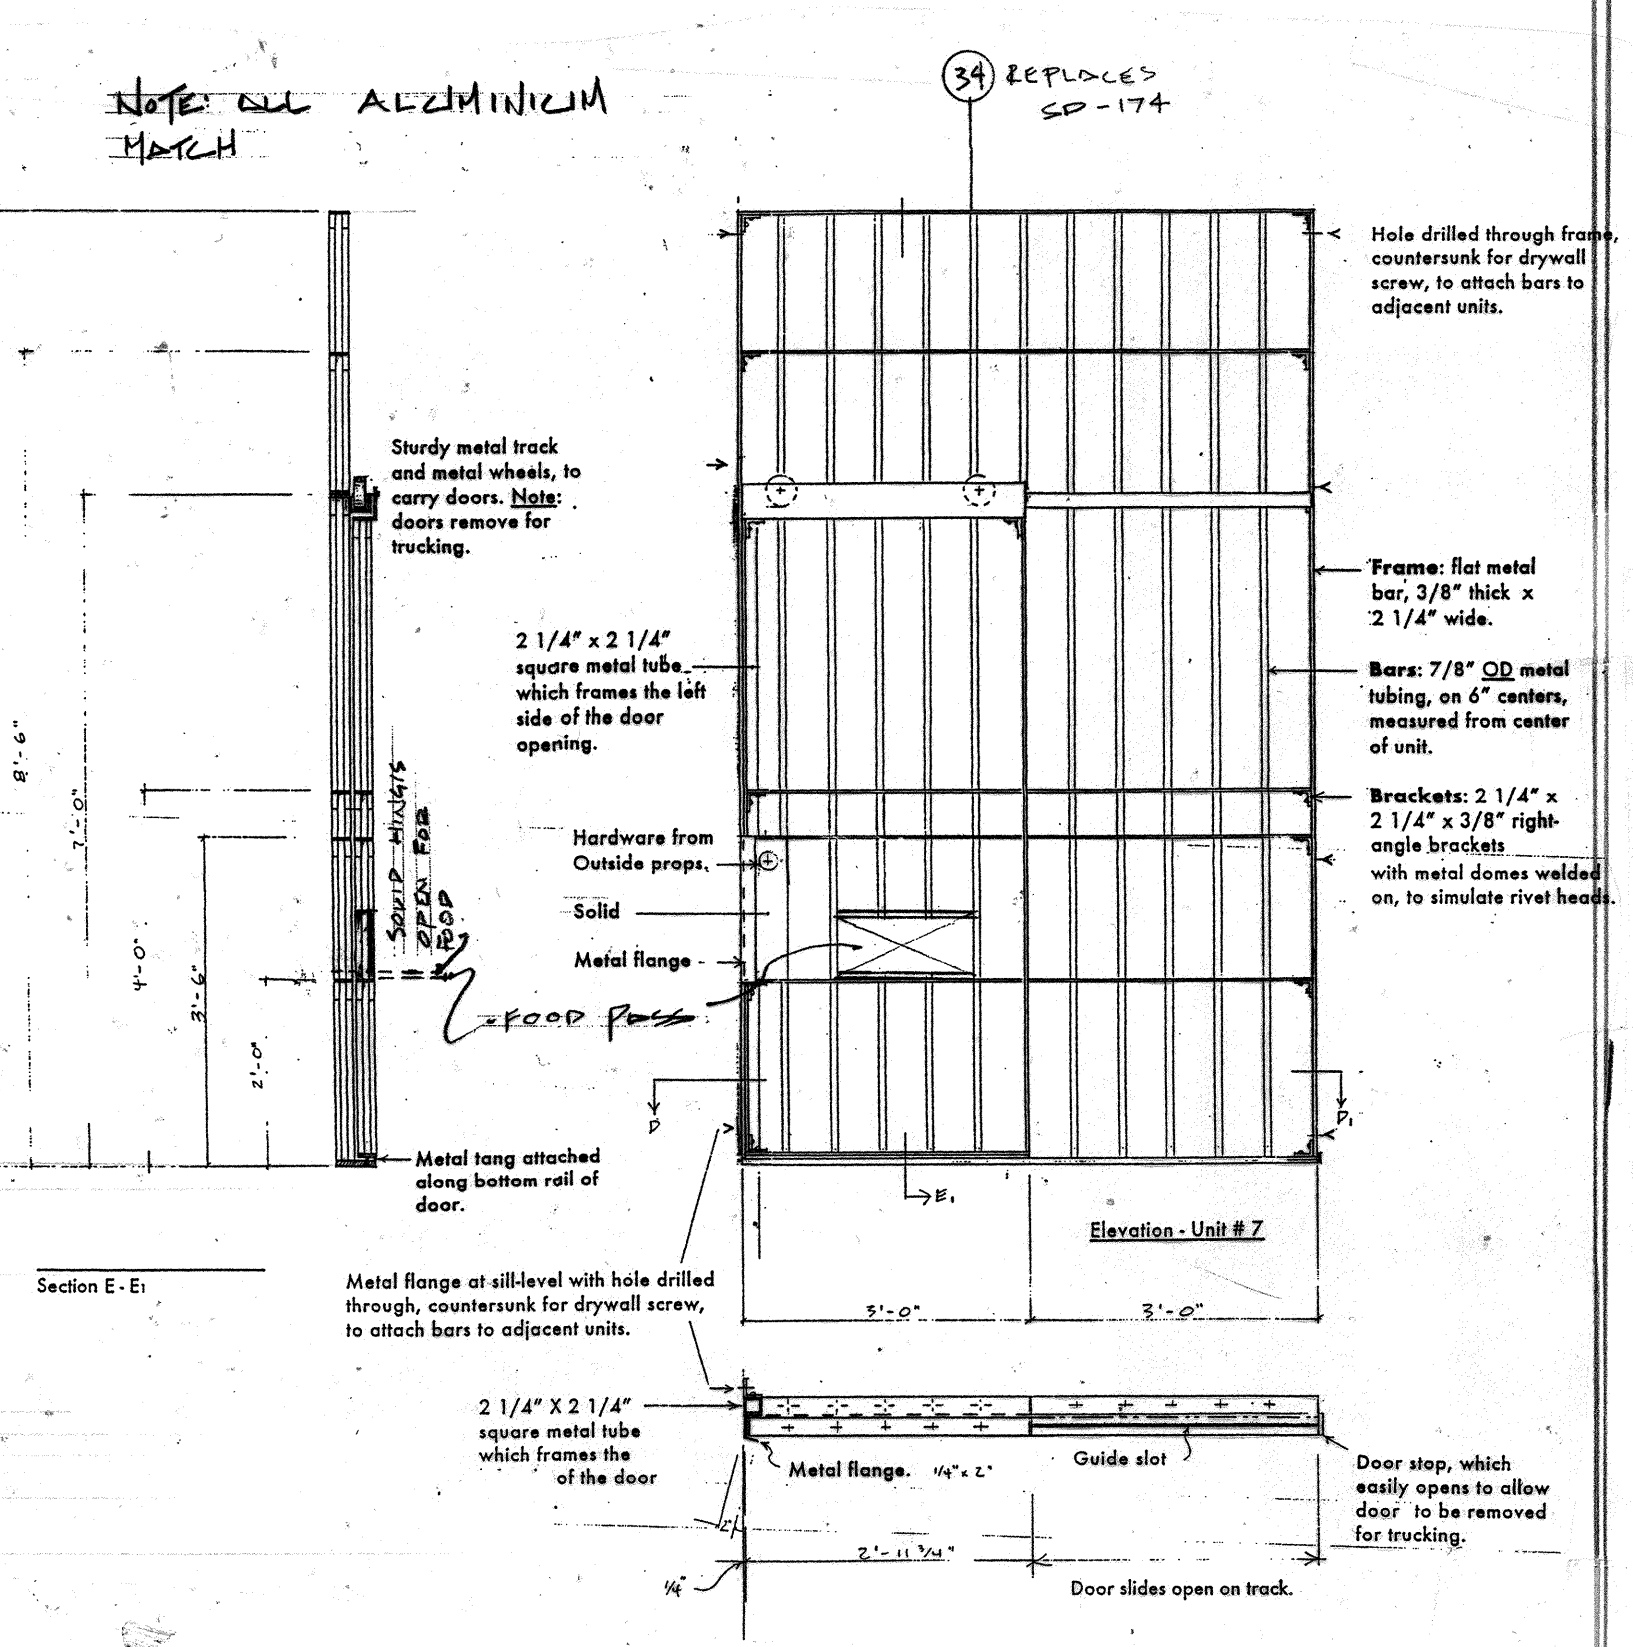 NOTE: ALL ALUMINIUM
MATCH
34 REPLACES
SD-174
Hole drilled through frame,
countersunk for drywall
screw, to attach bars to
adjacent units.
Sturdy metal track
and metal wheels, to
carry doors. Note:
doors remove for
trucking.
Frame: flat metal
bar, 3/8" thick x
2 1/4" wide.
2 1/4" x 2 1/4"
square metal tube
which frames the left
side of the door
opening.
Bars: 7/8" OD metal
tubing, on 6" centers,
measured from center
of unit.
8'-6"
7'-0"
4'-0"
3'-6"
2'-0"
SOLID HINGIS
OPEN FOR
FOOD
Brackets: 2 1/4" x
2 1/4" x 3/8" right-
angle brackets
with metal domes welded
on, to simulate rivet heads.
Hardware from
Outside props.
Solid
Metal flange
FOOD PASS
D
D1
E1
Metal tang attached
along bottom rail of
door.
Elevation - Unit # 7
Section E - E1
Metal flange at sill-level with hole drilled
through, countersunk for drywall screw,
to attach bars to adjacent units.
3'-0"
3'-0"
2 1/4" X 2 1/4"
square metal tube
which frames the
of the door
Metal flange. 1/4" x 2"
Guide slot
Door stop, which
easily opens to allow
door to be removed
for trucking.
2"
2'-11 3/4"
1/4"
Door slides open on track.